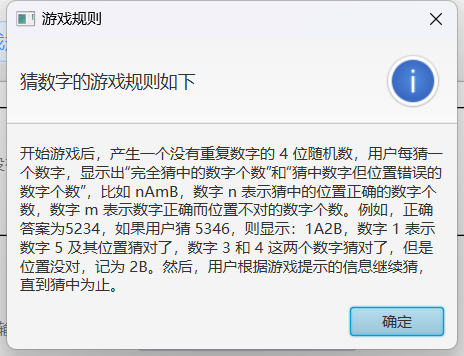 游戏规则
猜数字的游戏规则如下
开始游戏后，产生一个没有重复数字的 4 位随机数，用户每猜一
个数字，显示出“完全猜中的数字个数”和“猜中数字但位置错误的
数字个数”，比如 nAmB，数字 n 表示猜中的位置正确的数字个
数，数字 m 表示数字正确而位置不对的数字个数。例如，正确
答案为5234，如果用户猜 5346，则显示：1A2B，数字 1 表示
数字 5 及其位置猜对了，数字 3 和 4 这两个数字猜对了，但是
位置没对，记为 2B。然后，用户根据游戏提示的信息继续猜，
直到猜中为止。
确定